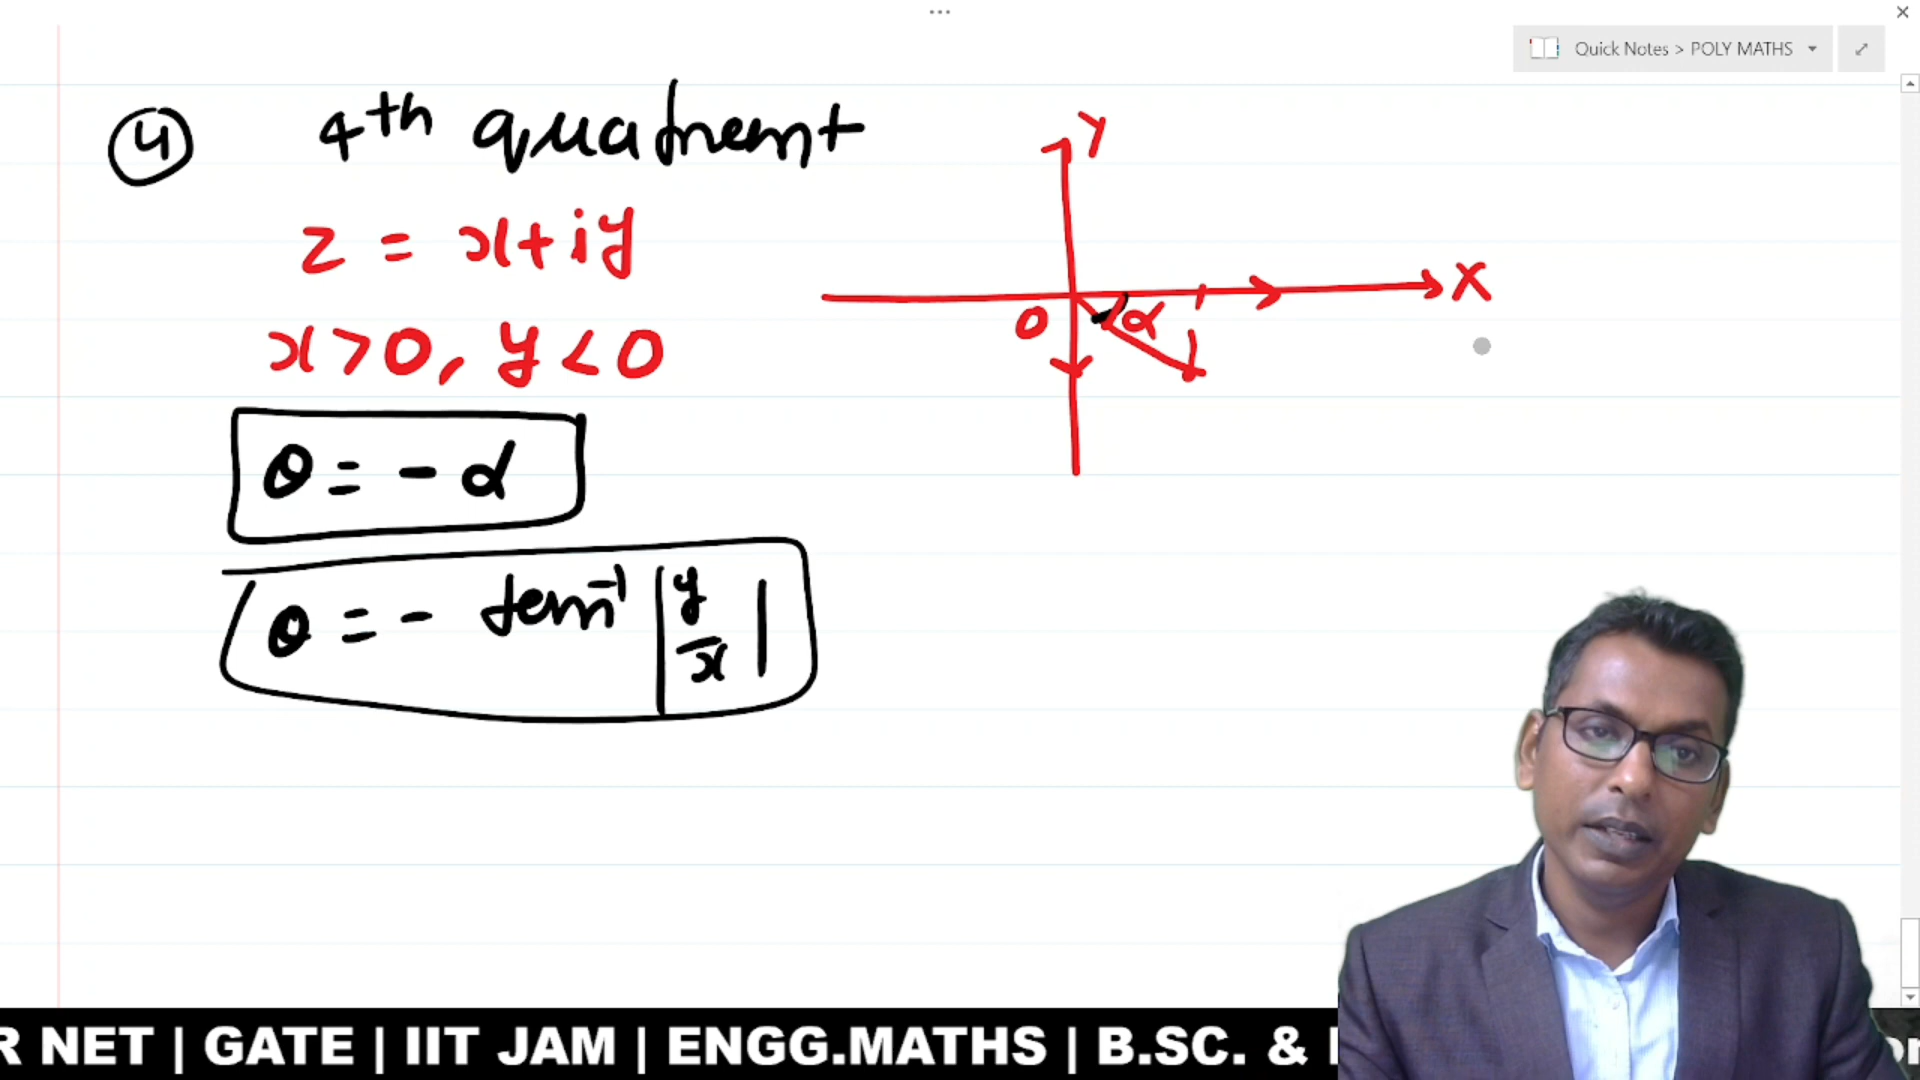 ...
Quick Notes > POLY MATHS
④ 4th quadrent
z = x+iy
x>0, y<0
θ = - α
θ = - tan⁻¹ |y/x|
Y
X
O
α
R NET | GATE | IIT JAM | ENGG.MATHS | B.SC. &